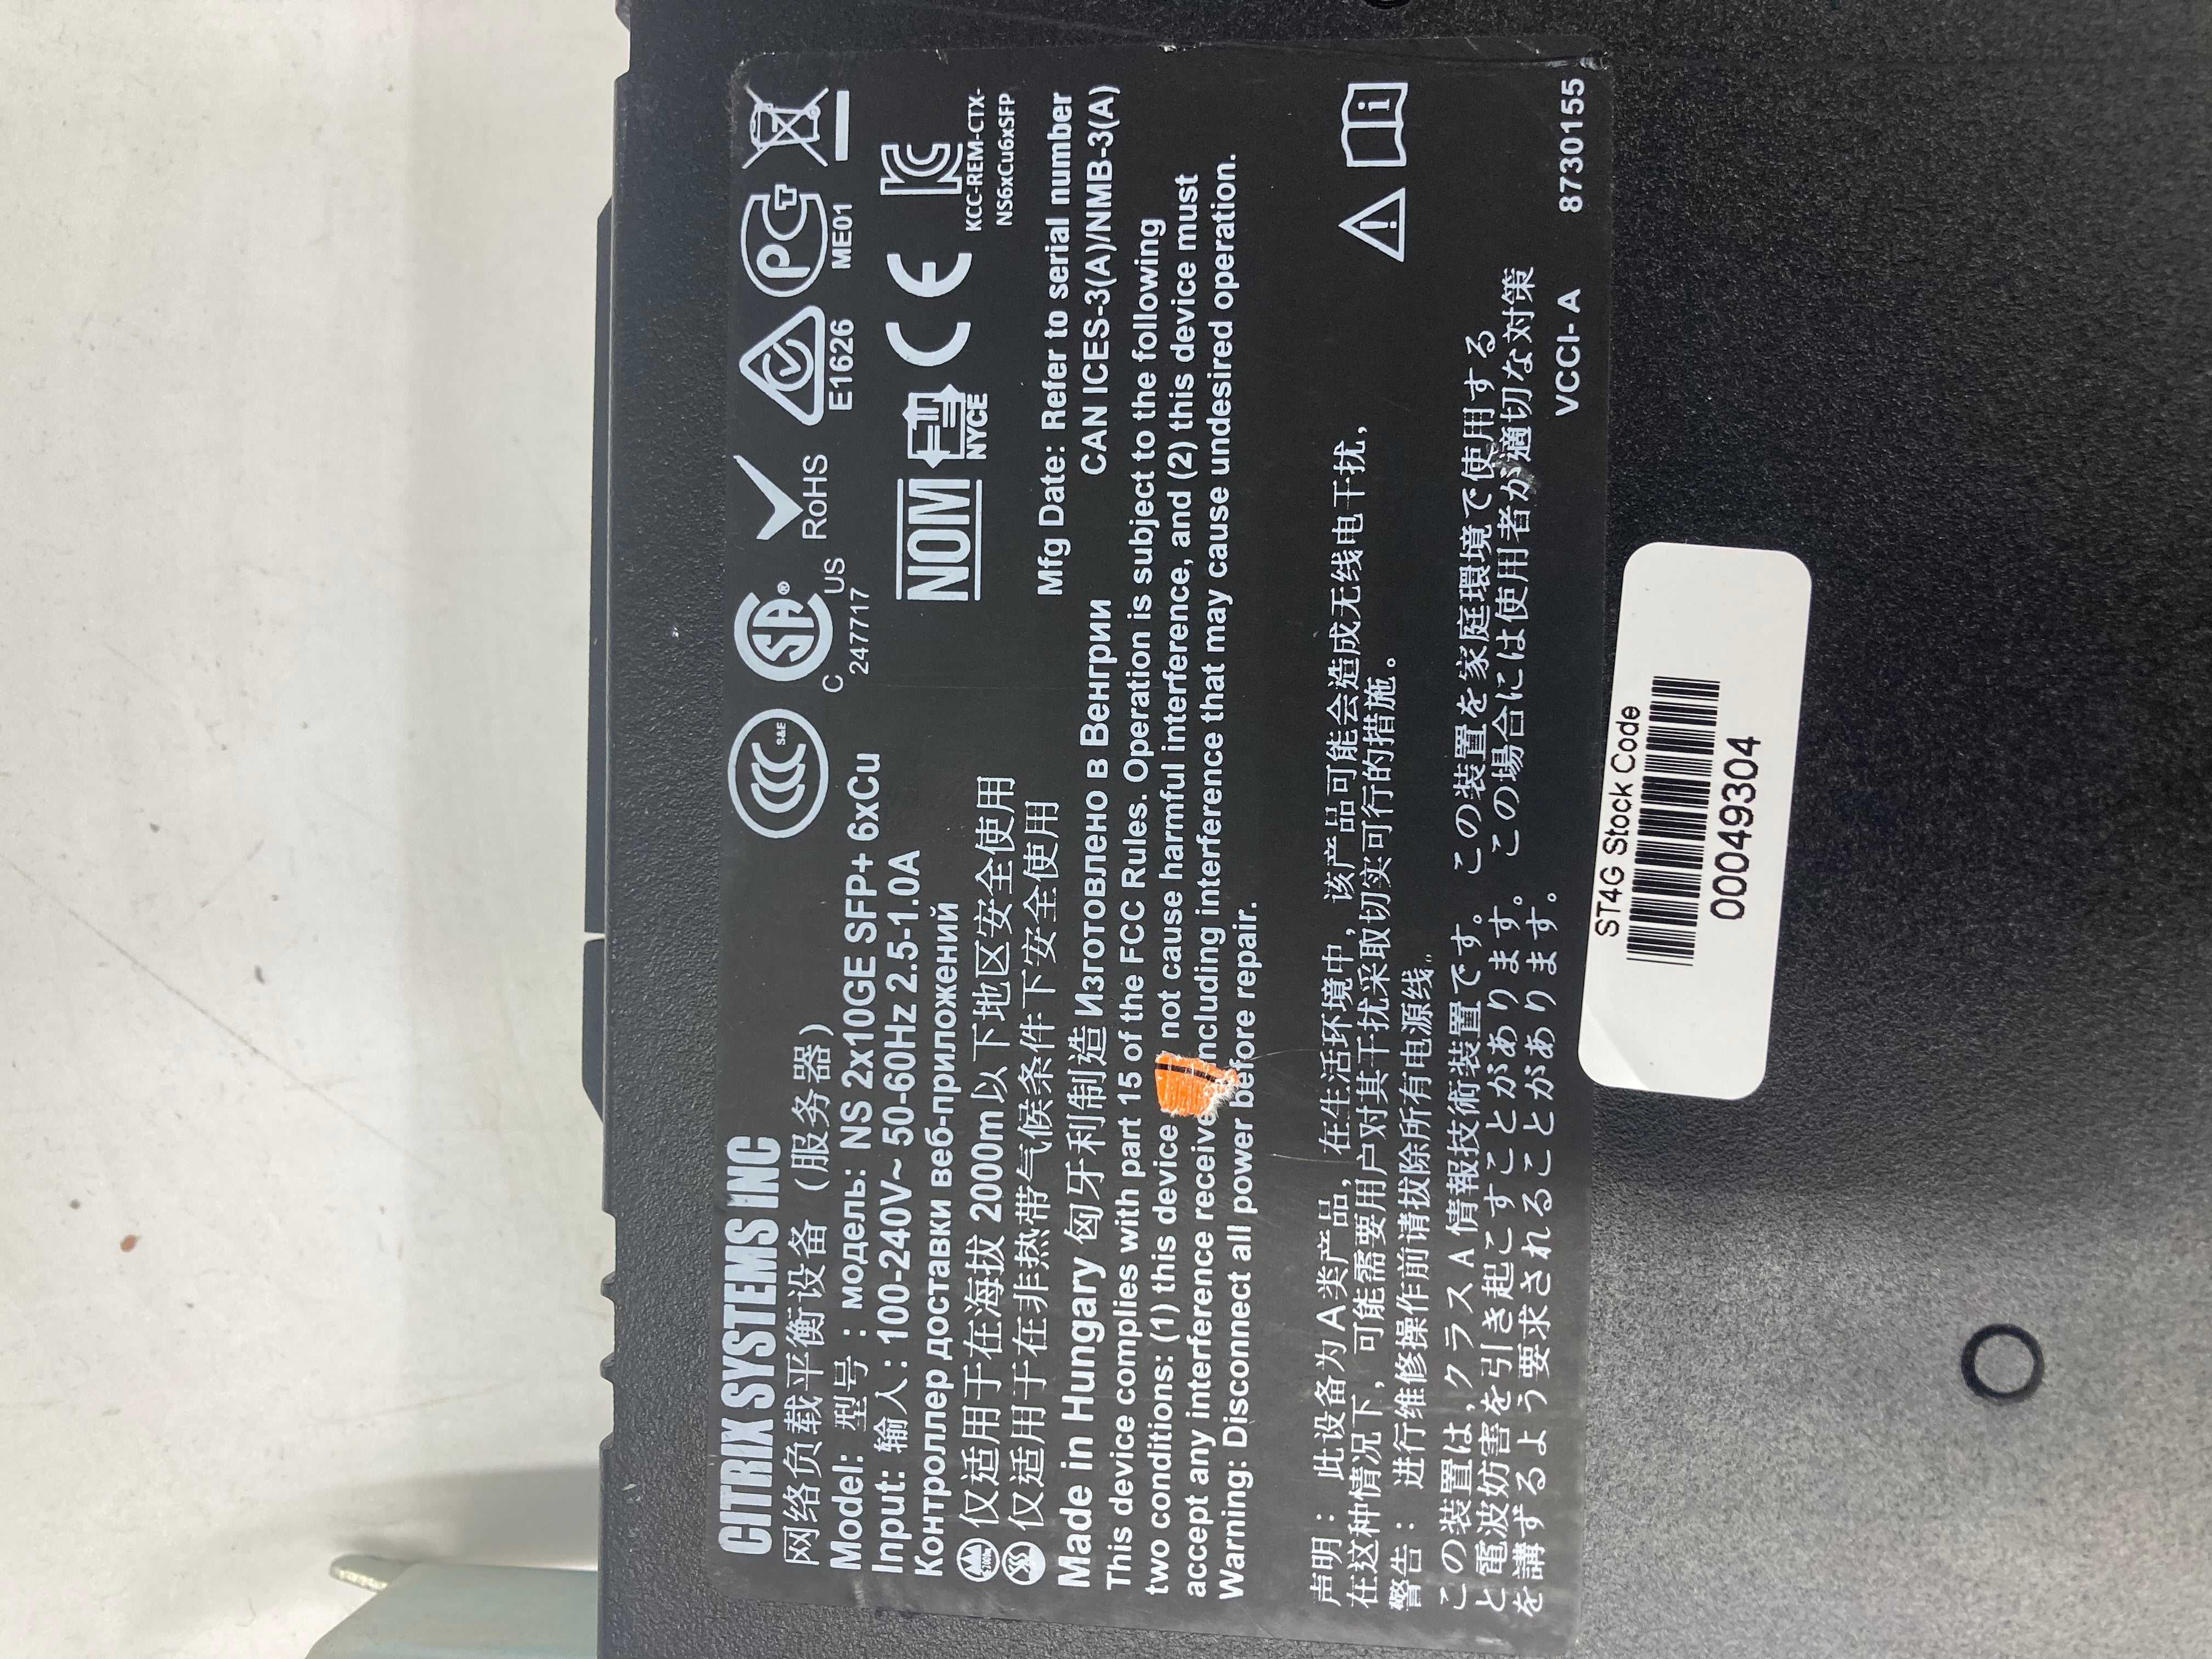 CITRIX SYSTEMS INC
网络负载平衡设备（服务器）
Model: 型号：модель: NS 2x10GE SFP+ 6xCu
Input: 输入: 100-240V~ 50-60Hz 2.5-1.0A
Контроллер доставки веб-приложений
仅适用于在海拔 2000m以下地区安全使用
仅适用于在非热带气候条件下安全使用
S&E
SA®
C US
247717
RoHS
E1626
PG
ME01
NOM
NYCE
CE
KCC-REM-CTX-
NS6xCu6xSFP
Mfg Date: Refer to serial number
Made in Hungary 匈牙利制造 Изготовлено в Венгрии
CAN ICES-3(A)/NMB-3(A)
This device complies with part 15 of the FCC Rules. Operation is subject to the following
two conditions: (1) this device not cause harmful interference, and (2) this device must
accept any interference receive including interference that may cause undesired operation.
Warning: Disconnect all power before repair.
声明： 此设备为A类产品, 在生活环境中, 该产品可能会造成无线电干扰,
在这种情况下, 可能需要用户对其干扰采取切实可行的措施。
警告： 进行维修操作前请拔除所有电源线。
この装置は,クラスA情報技術装置です。この装置を家庭環境で使用する
と電波妨害を引き起こすことがあります。この場合には使用者が適切な対策
を講ずるよう要求されることがあります。
VCCI- A
8730155
ST4G Stock Code
00049304